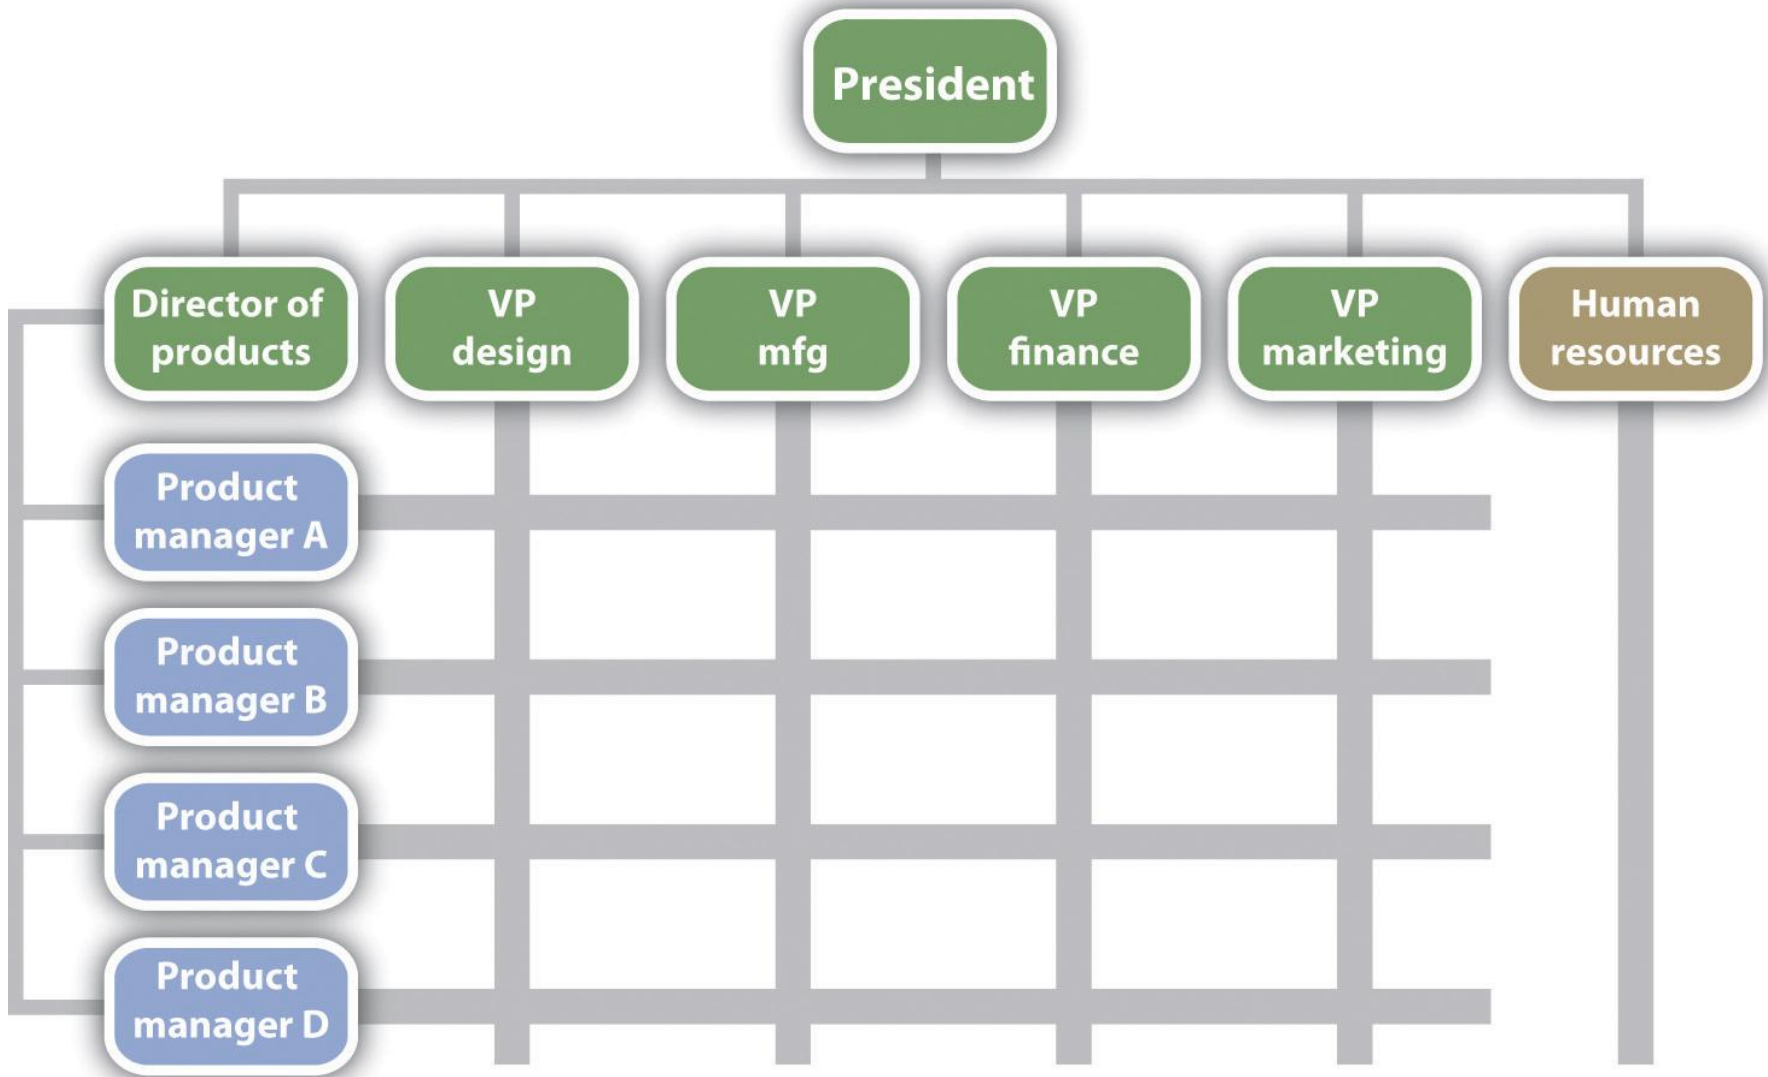 President
Director of
products
VP
design
VP
mfg
VP
finance
VP
marketing
Human
resources
Product
manager A
Product
manager B
Product
manager C
Product
manager D